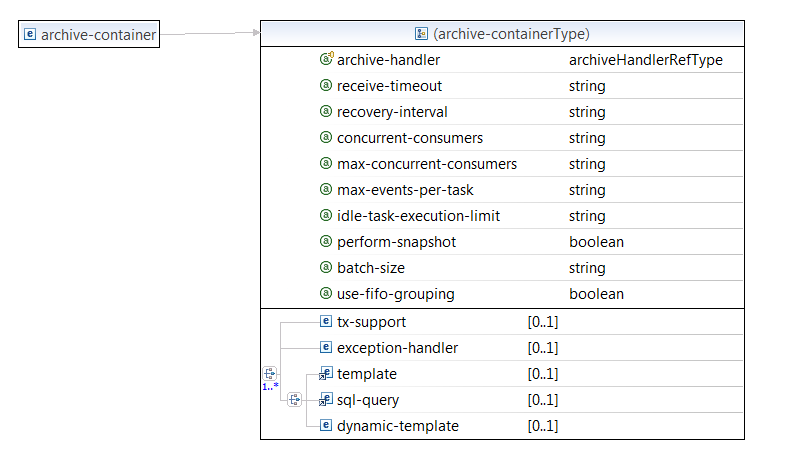 archive-container
(archive-containerType)
archive-handler archiveHandlerRefType
receive-timeout string
recovery-interval string
concurrent-consumers string
max-concurrent-consumers string
max-events-per-task string
idle-task-execution-limit string
perform-snapshot boolean
batch-size string
use-fifo-grouping boolean
tx-support [0..1]
exception-handler [0..1]
template [0..1]
1..*
sql-query [0..1]
dynamic-template [0..1]